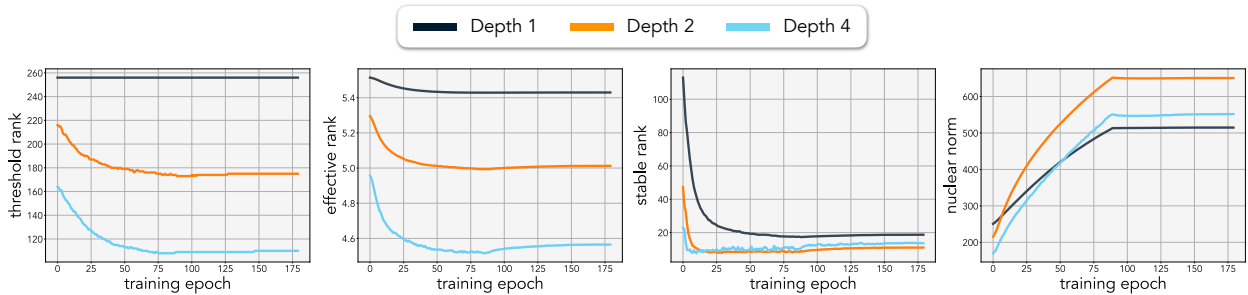 Depth 1 Depth 2 Depth 4
threshold rank
260
240
220
200
180
160
140
120
0 25 50 75 100 125 150 175
training epoch
effective rank
5.4
5.2
5.0
4.8
4.6
0 25 50 75 100 125 150 175
training epoch
stable rank
100
80
60
40
20
0 25 50 75 100 125 150 175
training epoch
nuclear norm
600
500
400
300
200
0 25 50 75 100 125 150 175
training epoch